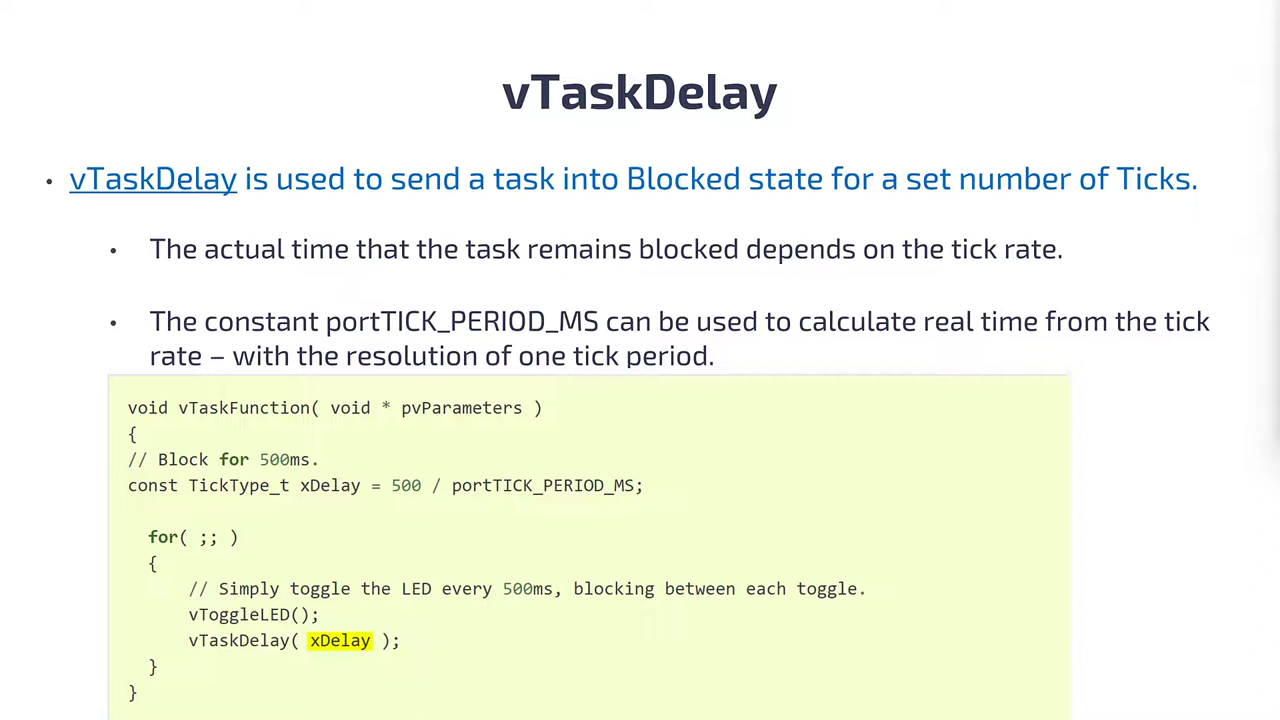 vTaskDelay
• vTaskDelay is used to send a task into Blocked state for a set number of Ticks.
• The actual time that the task remains blocked depends on the tick rate.
• The constant portTICK_PERIOD_MS can be used to calculate real time from the tick
rate – with the resolution of one tick period.
void vTaskFunction( void * pvParameters )
{
// Block for 500ms.
const TickType_t xDelay = 500 / portTICK_PERIOD_MS;
for( ;; )
{
// Simply toggle the LED every 500ms, blocking between each toggle.
vToggleLED();
vTaskDelay( xDelay );
}
}